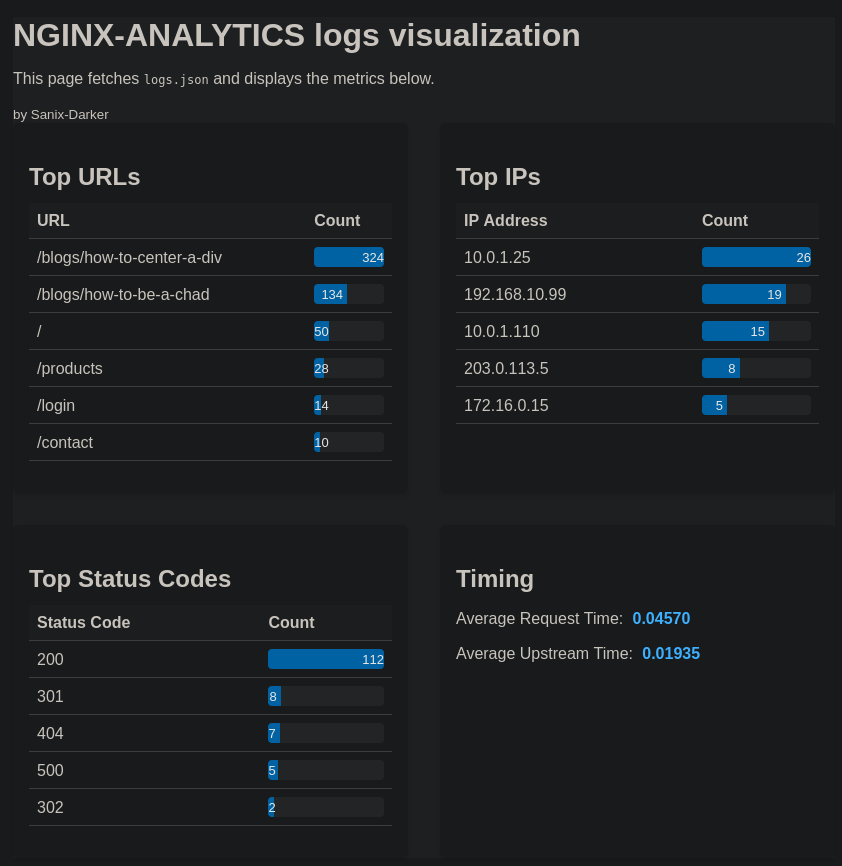 NGINX-ANALYTICS logs visualization
This page fetches logs.json and displays the metrics below.
by Sanix-Darker
Top URLs
URL Count
/blogs/how-to-center-a-div 324
/blogs/how-to-be-a-chad 134
/ 50
/products 28
/login 14
/contact 10
Top IPs
IP Address Count
10.0.1.25 26
192.168.10.99 19
10.0.1.110 15
203.0.113.5 8
172.16.0.15 5
Top Status Codes
Status Code Count
200 112
301 8
404 7
500 5
302 2
Timing
Average Request Time: 0.04570
Average Upstream Time: 0.01935